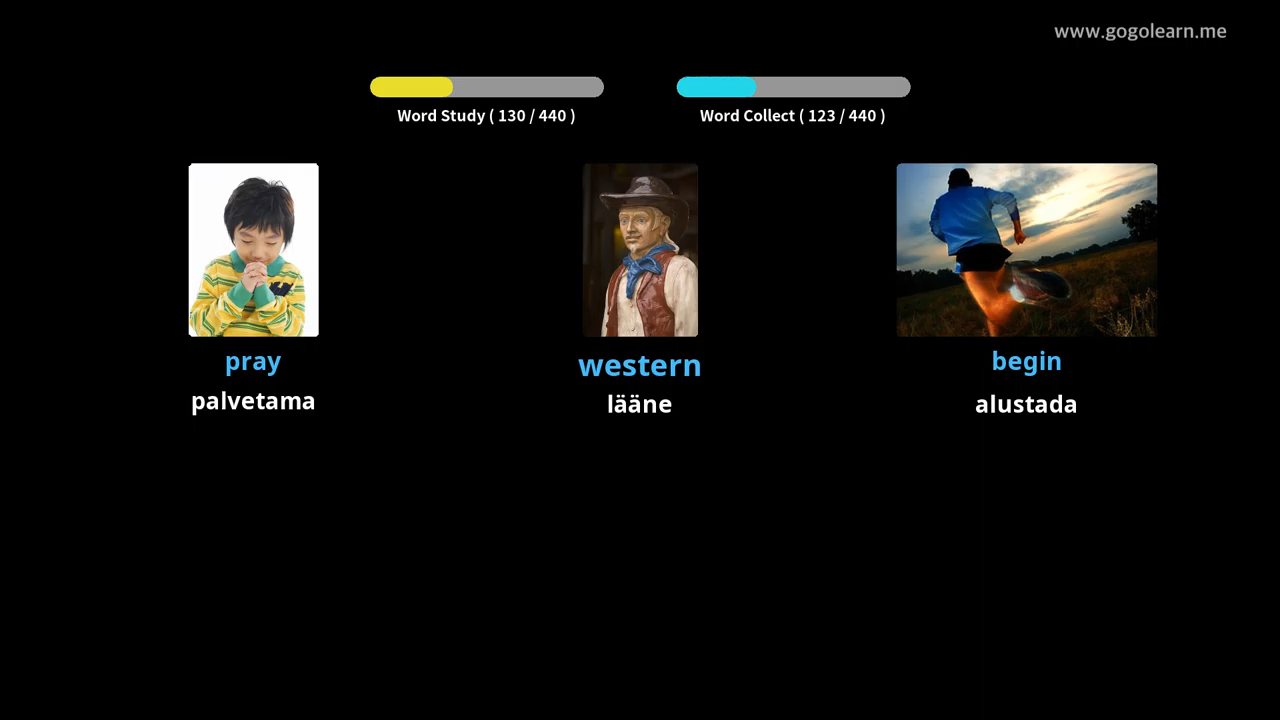 www.gogolearn.me
Word Study ( 130 / 440 )
Word Collect ( 123 / 440 )
pray
western
begin
palvetama
lääne
alustada